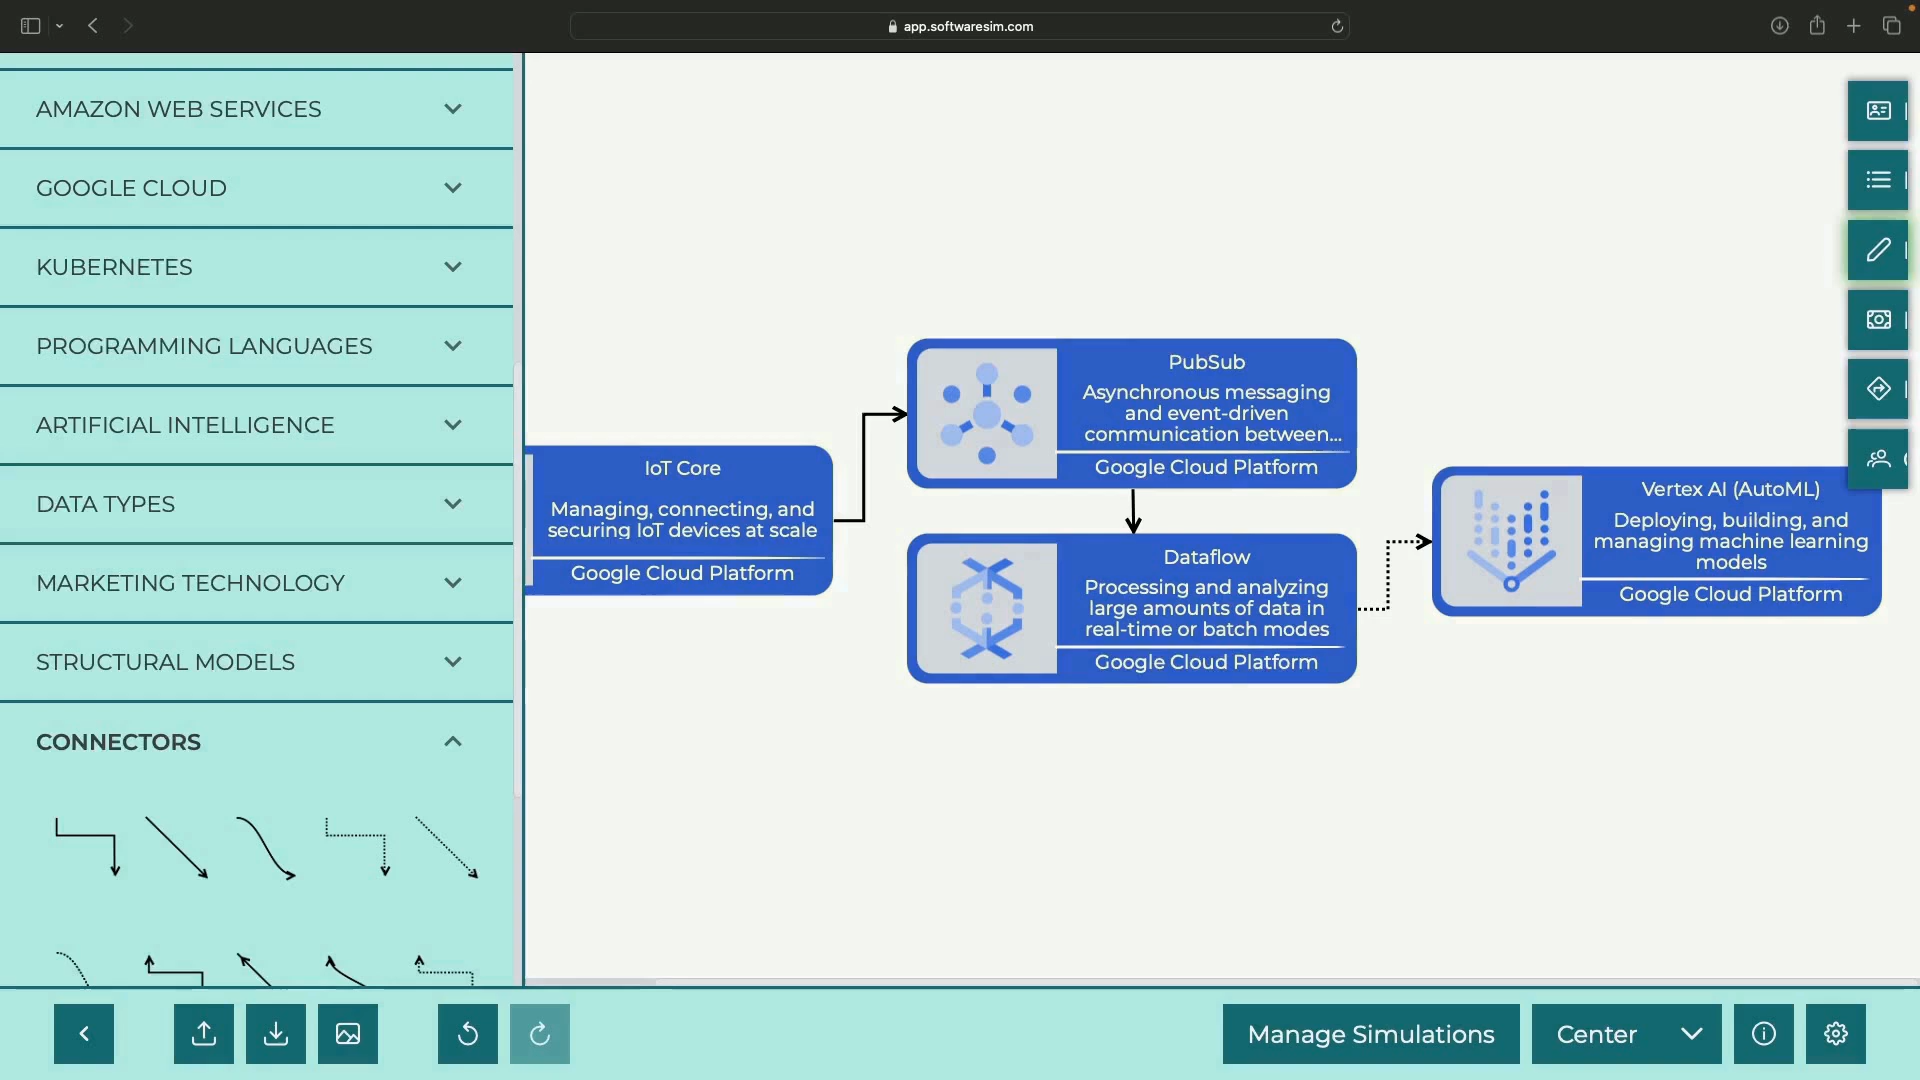 app.softwaresim.com
AMAZON WEB SERVICES
GOOGLE CLOUD
KUBERNETES
PROGRAMMING LANGUAGES
ARTIFICIAL INTELLIGENCE
DATA TYPES
MARKETING TECHNOLOGY
STRUCTURAL MODELS
CONNECTORS
IoT Core
Managing, connecting, and
securing IoT devices at scale
Google Cloud Platform
PubSub
Asynchronous messaging
and event-driven
communication between...
Google Cloud Platform
Dataflow
Processing and analyzing
large amounts of data in
real-time or batch modes
Google Cloud Platform
Vertex AI (AutoML)
Deploying, building, and
managing machine learning
models
Google Cloud Platform
Manage Simulations
Center